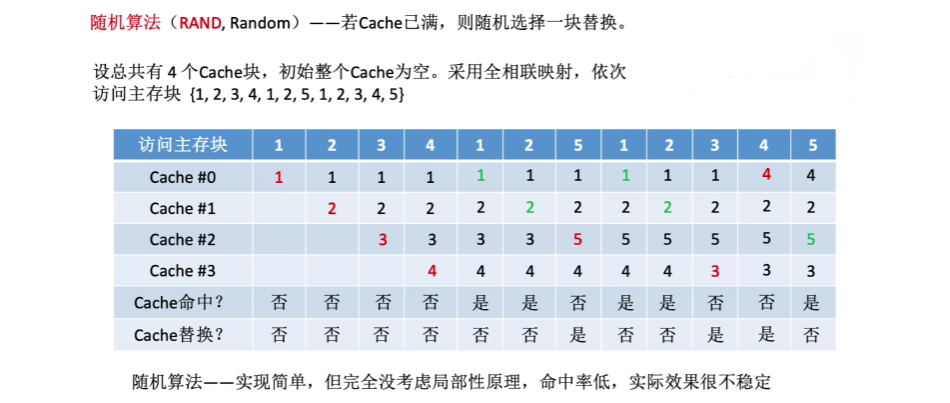 随机算法（RAND, Random）——若Cache已满，则随机选择一块替换。
设总共有 4 个Cache块，初始整个Cache为空。采用全相联映射，依次
访问主存块 {1, 2, 3, 4, 1, 2, 5, 1, 2, 3, 4, 5}
访问主存块 1 2 3 4 1 2 5 1 2 3 4 5
Cache #0 1 1 1 1 1 1 1 1 1 1 4 4
Cache #1 2 2 2 2 2 2 2 2 2 2 2
Cache #2 3 3 3 3 5 5 5 5 5 5
Cache #3 4 4 4 4 4 4 3 3 3
Cache命中？ 否 否 否 否 是 是 否 是 是 否 否 是
Cache替换？ 否 否 否 否 否 否 是 否 否 是 是 否
随机算法——实现简单，但完全没考虑局部性原理，命中率低，实际效果很不稳定